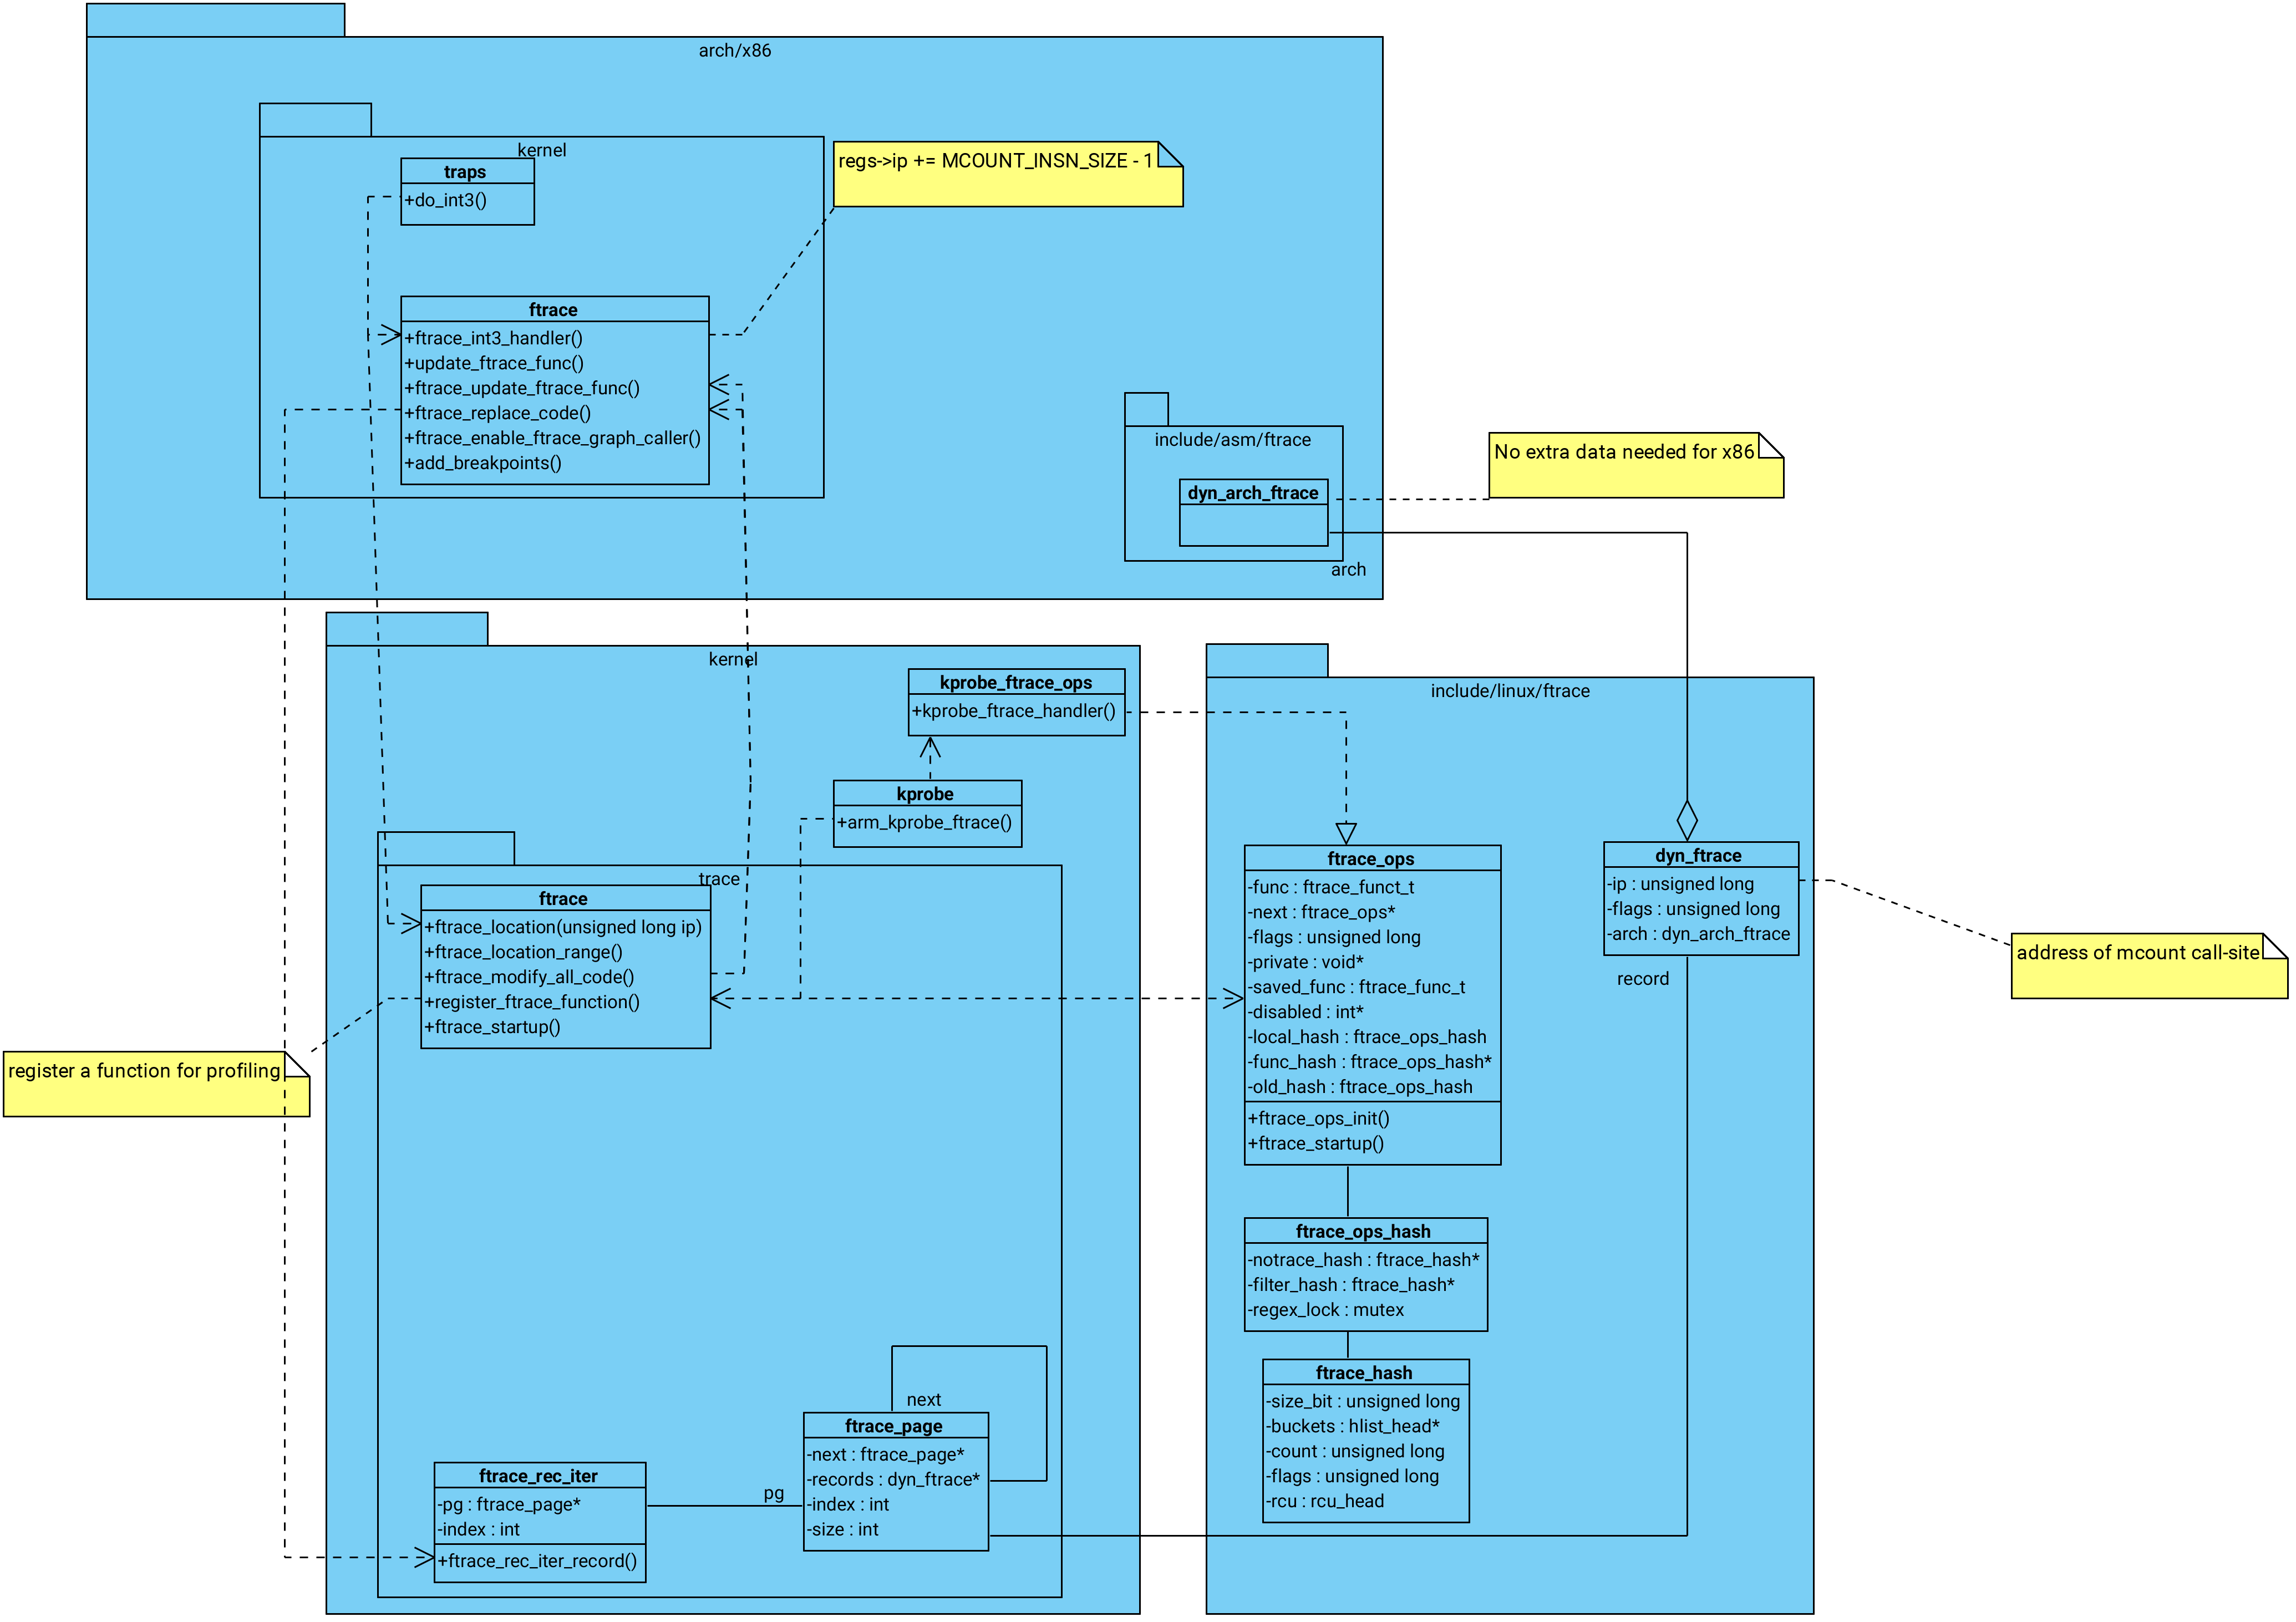 arch/x86
kernel
traps
+do_int3()
regs->ip += MCOUNT_INSN_SIZE - 1
ftrace
+ftrace_int3_handler()
+update_ftrace_func()
+ftrace_update_ftrace_func()
+ftrace_replace_code()
+ftrace_enable_ftrace_graph_caller()
+add_breakpoints()
include/asm/ftrace
dyn_arch_ftrace
No extra data needed for x86
arch
kernel
kprobe_ftrace_ops
+kprobe_ftrace_handler()
kprobe
+arm_kprobe_ftrace()
trace
ftrace
+ftrace_location(unsigned long ip)
+ftrace_location_range()
+ftrace_modify_all_code()
+register_ftrace_function()
+ftrace_startup()
register a function for profiling
next
ftrace_page
-next : ftrace_page*
-records : dyn_ftrace*
-index : int
-size : int
pg
ftrace_rec_iter
-pg : ftrace_page*
-index : int
+ftrace_rec_iter_record()
include/linux/ftrace
ftrace_ops
-func : ftrace_funct_t
-next : ftrace_ops*
-flags : unsigned long
-private : void*
-saved_func : ftrace_func_t
-disabled : int*
-local_hash : ftrace_ops_hash
-func_hash : ftrace_ops_hash*
-old_hash : ftrace_ops_hash
+ftrace_ops_init()
+ftrace_startup()
dyn_ftrace
-ip : unsigned long
-flags : unsigned long
-arch : dyn_arch_ftrace
record
address of mcount call-site
ftrace_ops_hash
-notrace_hash : ftrace_hash*
-filter_hash : ftrace_hash*
-regex_lock : mutex
ftrace_hash
-size_bit : unsigned long
-buckets : hlist_head*
-count : unsigned long
-flags : unsigned long
-rcu : rcu_head